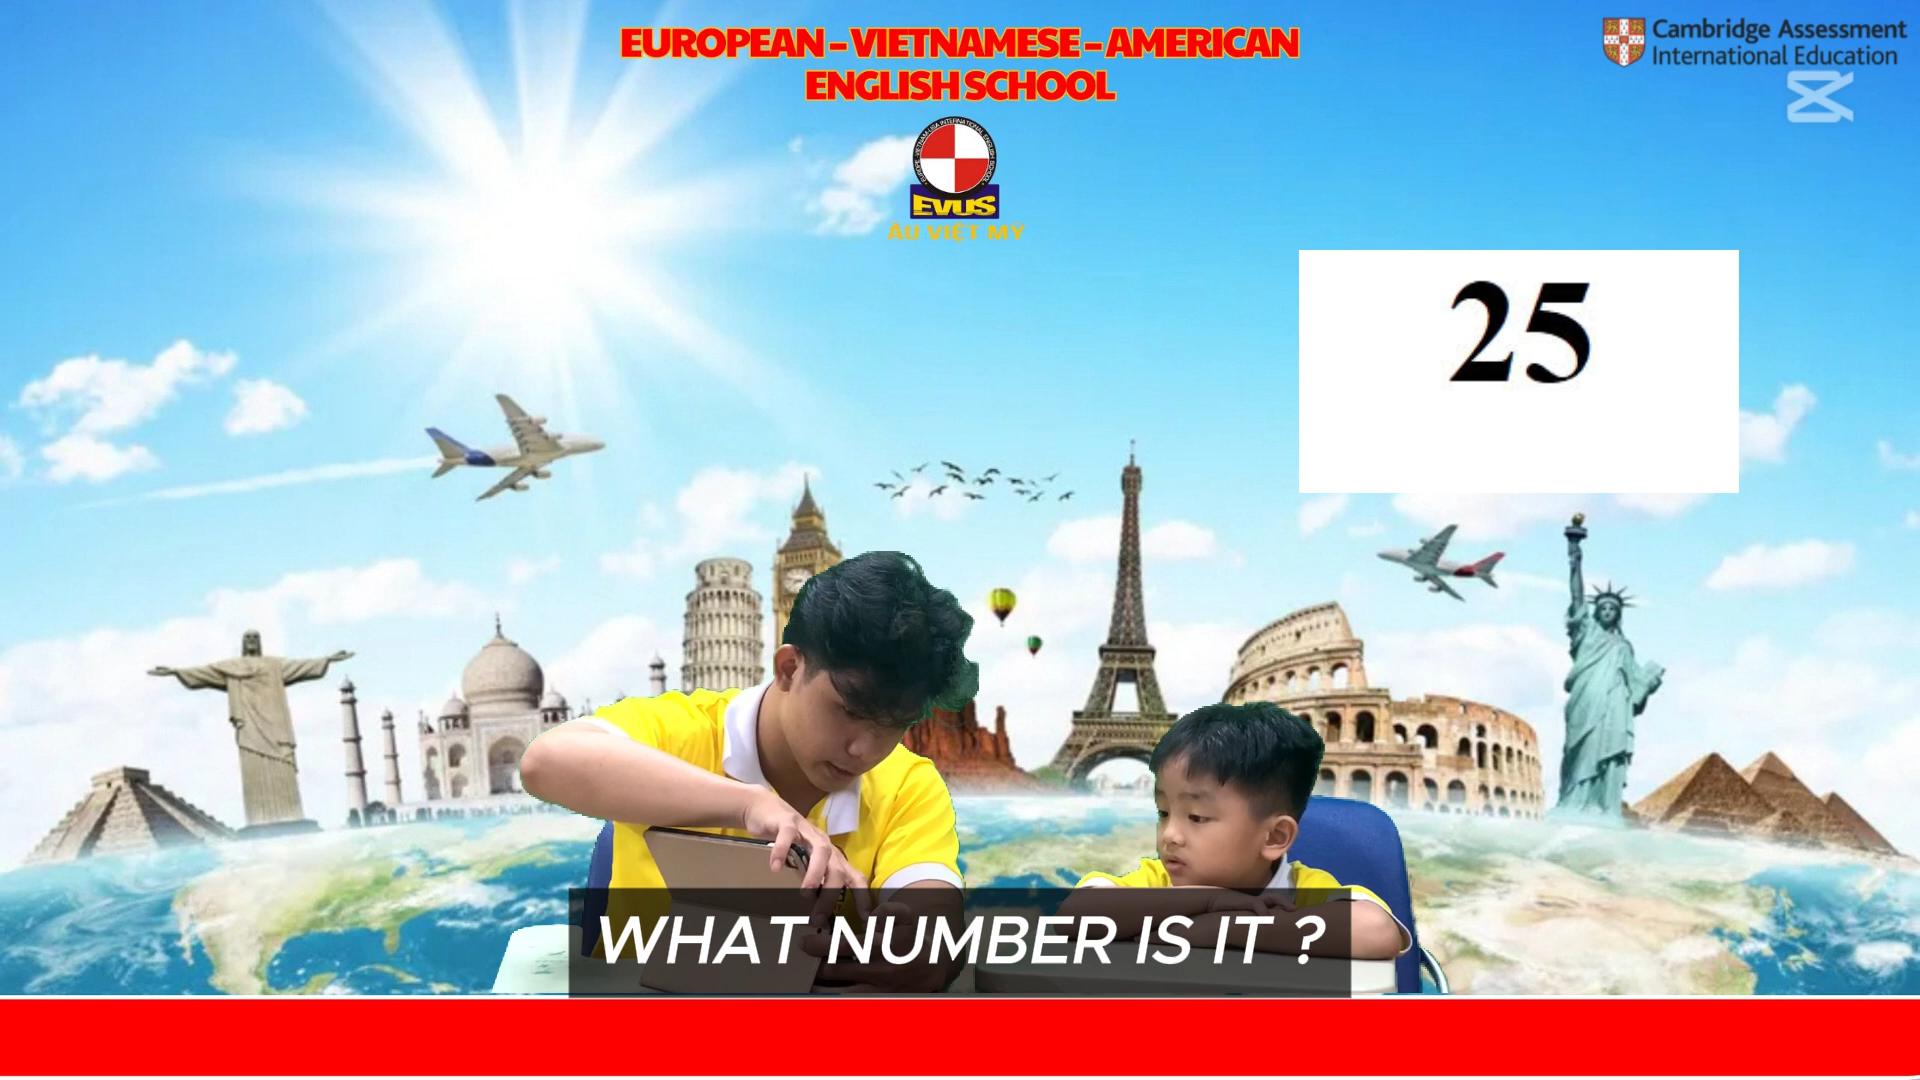 EUROPEAN – VIETNAMESE – AMERICAN
ENGLISH SCHOOL
Cambridge Assessment
International Education
EVUS
ÂU VIỆT MỸ
25
WHAT NUMBER IS IT ?